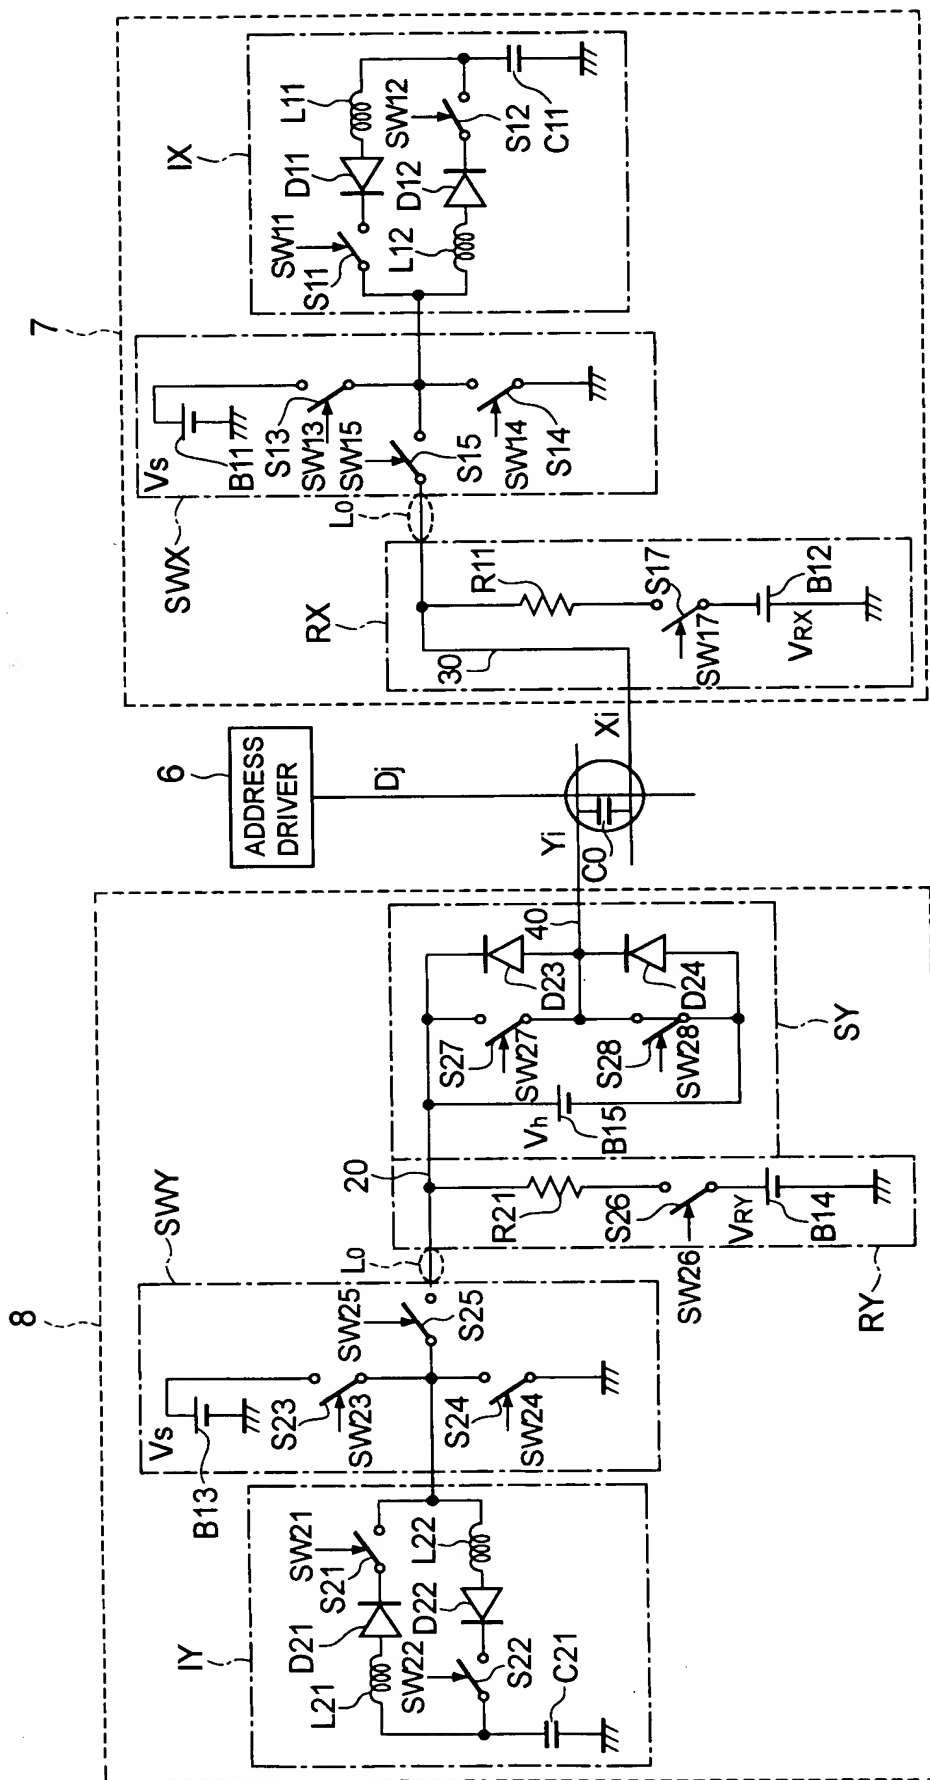 8
IY
D21
L21
SW21
S21
SW22
L22
D22
S22
C21
SWY
Vs
B13
S23
SW23
SW25
S25
S24
SW24
L0
20
R21
S26
SW26
VRY
B14
RY
Vh
B15
S27
SW27
S28
SW28
D23
D24
40
SY
6
ADDRESS
DRIVER
Dj
Yi
C0
Xi
7
RX
30
R11
S17
SW17
VRX
B12
L0
SWX
Vs
B11
S13
SW13
SW15
S15
SW14
S14
IX
SW11
S11
D11
L11
L12
D12
SW12
S12
C11